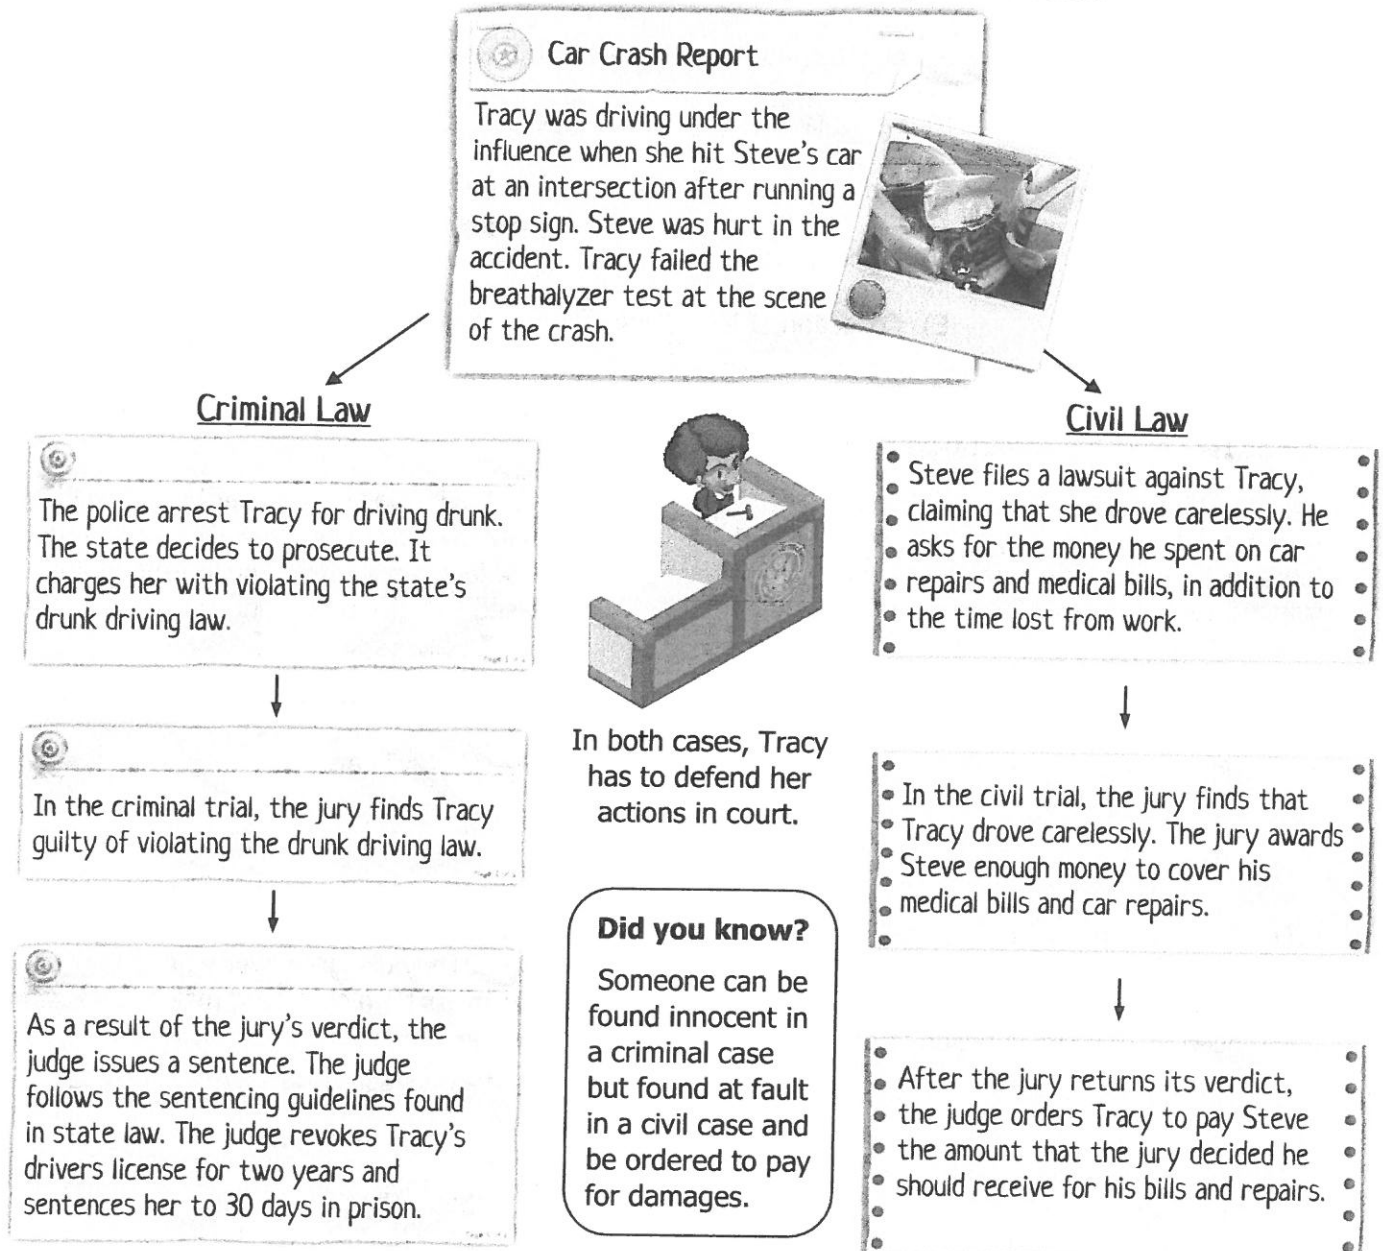 Car Crash Report
Tracy was driving under the
influence when she hit Steve's car
at an intersection after running a
stop sign. Steve was hurt in the
accident. Tracy failed the
breathalyzer test at the scene
of the crash.
Criminal Law
The police arrest Tracy for driving drunk.
The state decides to prosecute. It
charges her with violating the state's
drunk driving law.
In the criminal trial, the jury finds Tracy
guilty of violating the drunk driving law.
As a result of the jury's verdict, the
judge issues a sentence. The judge
follows the sentencing guidelines found
in state law. The judge revokes Tracy's
drivers license for two years and
sentences her to 30 days in prison.
In both cases, Tracy
has to defend her
actions in court.
Did you know?
Someone can be
found innocent in
a criminal case
but found at fault
in a civil case and
be ordered to pay
for damages.
Civil Law
Steve files a lawsuit against Tracy,
claiming that she drove carelessly. He
asks for the money he spent on car
repairs and medical bills, in addition to
the time lost from work.
In the civil trial, the jury finds that
Tracy drove carelessly. The jury awards
Steve enough money to cover his
medical bills and car repairs.
After the jury returns its verdict,
the judge orders Tracy to pay Steve
the amount that the jury decided he
should receive for his bills and repairs.